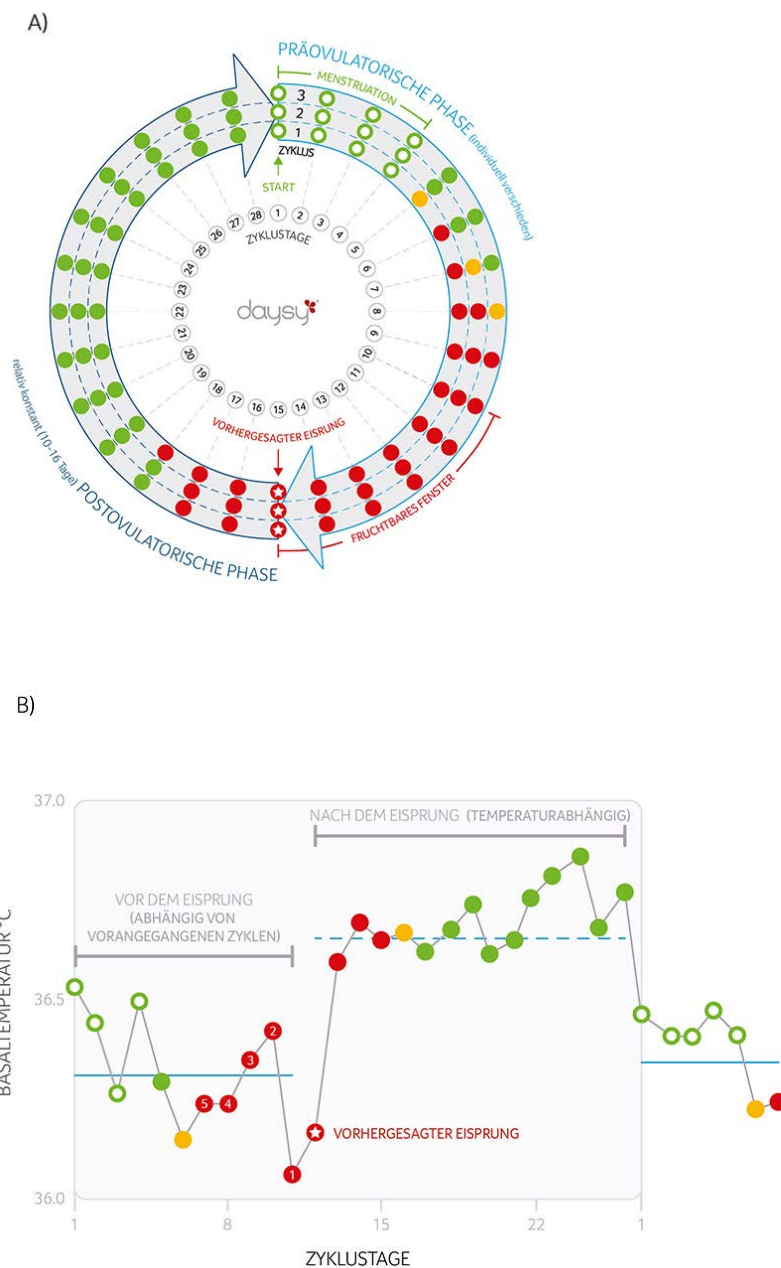 A)
PRÄOVULATORISCHE PHASE (individuell verschieden)
MENSTRUATION
3
2
1
ZYKLUS
START
1 2 3 4 5 6 7 8 9 10 11 12 13 14 15 16 17 18 19 20 21 22 23 24 25 26 27 28
ZYKLUSTAGE
daysy
VORHERGESAGTER EISRUNG
FRUCHTBARES FENSTER
relativ konstant (10-16 Tage) POSTOVULATORISCHE PHASE
B)
37.0
NACH DEM EISPRUNG (TEMPERATURABHÄNGIG)
VOR DEM EISPRUNG
(ABHÄNGIG VON
VORANGEGANGENEN ZYKLEN)
BASALTEMPERATUR °C
36.5
5 4 3 2 1
VORHERGESAGTER EISPRUNG
36.0
1 8 15 22 1
ZYKLUSTAGE